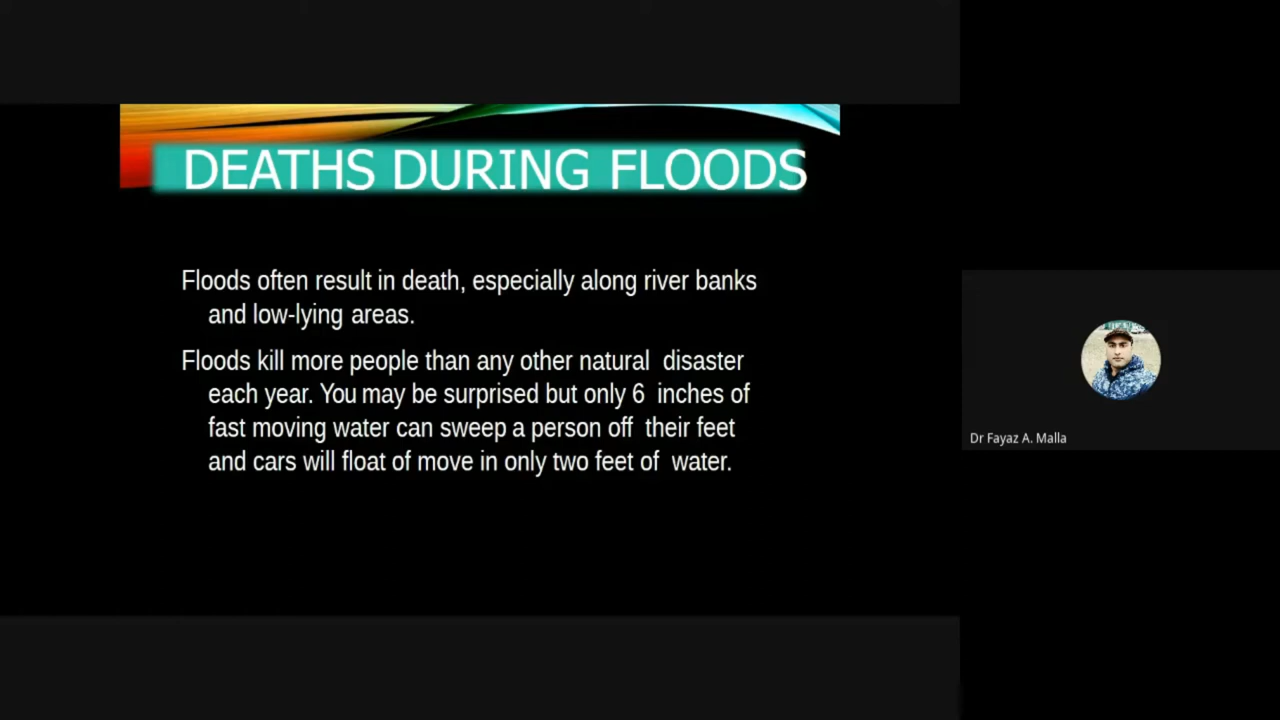 DEATHS DURING FLOODS
Floods often result in death, especially along river banks
and low-lying areas.
Floods kill more people than any other natural disaster
each year. You may be surprised but only 6 inches of
fast moving water can sweep a person off their feet
and cars will float of move in only two feet of water.
Dr Fayaz A. Malla